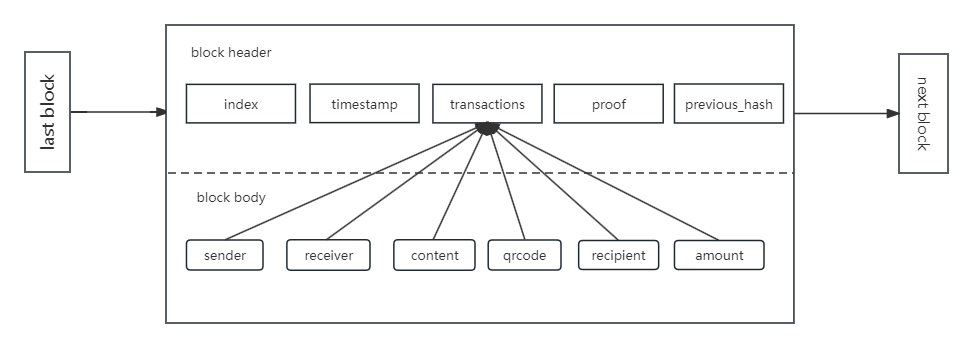 last block
block header
index
timestamp
transactions
proof
previous_hash
block body
sender
receiver
content
qrcode
recipient
amount
next block